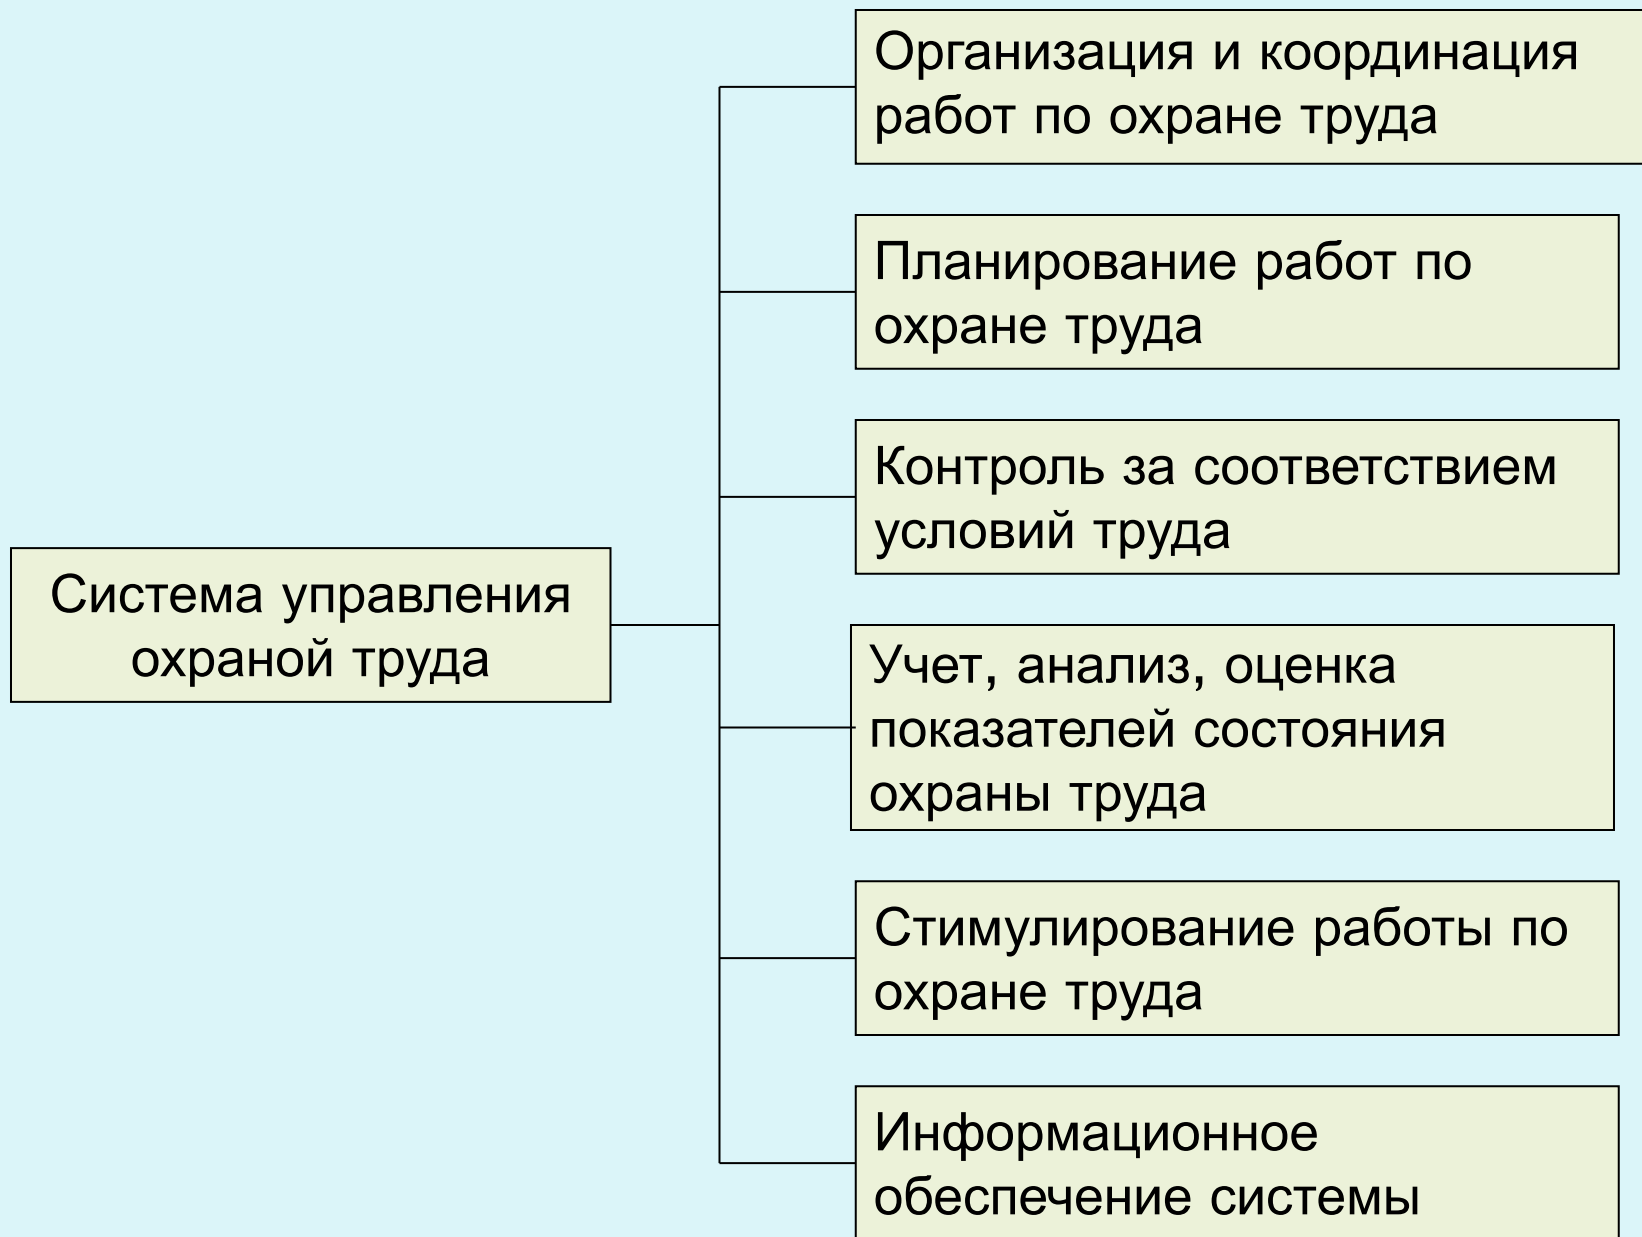 Организация и координация
работ по охране труда
Планирование работ по
охране труда
Контроль за соответствием
условий труда
Система управления
охраной труда
Учет, анализ, оценка
показателей состояния
охраны труда
Стимулирование работы по
охране труда
Информационное
обеспечение системы